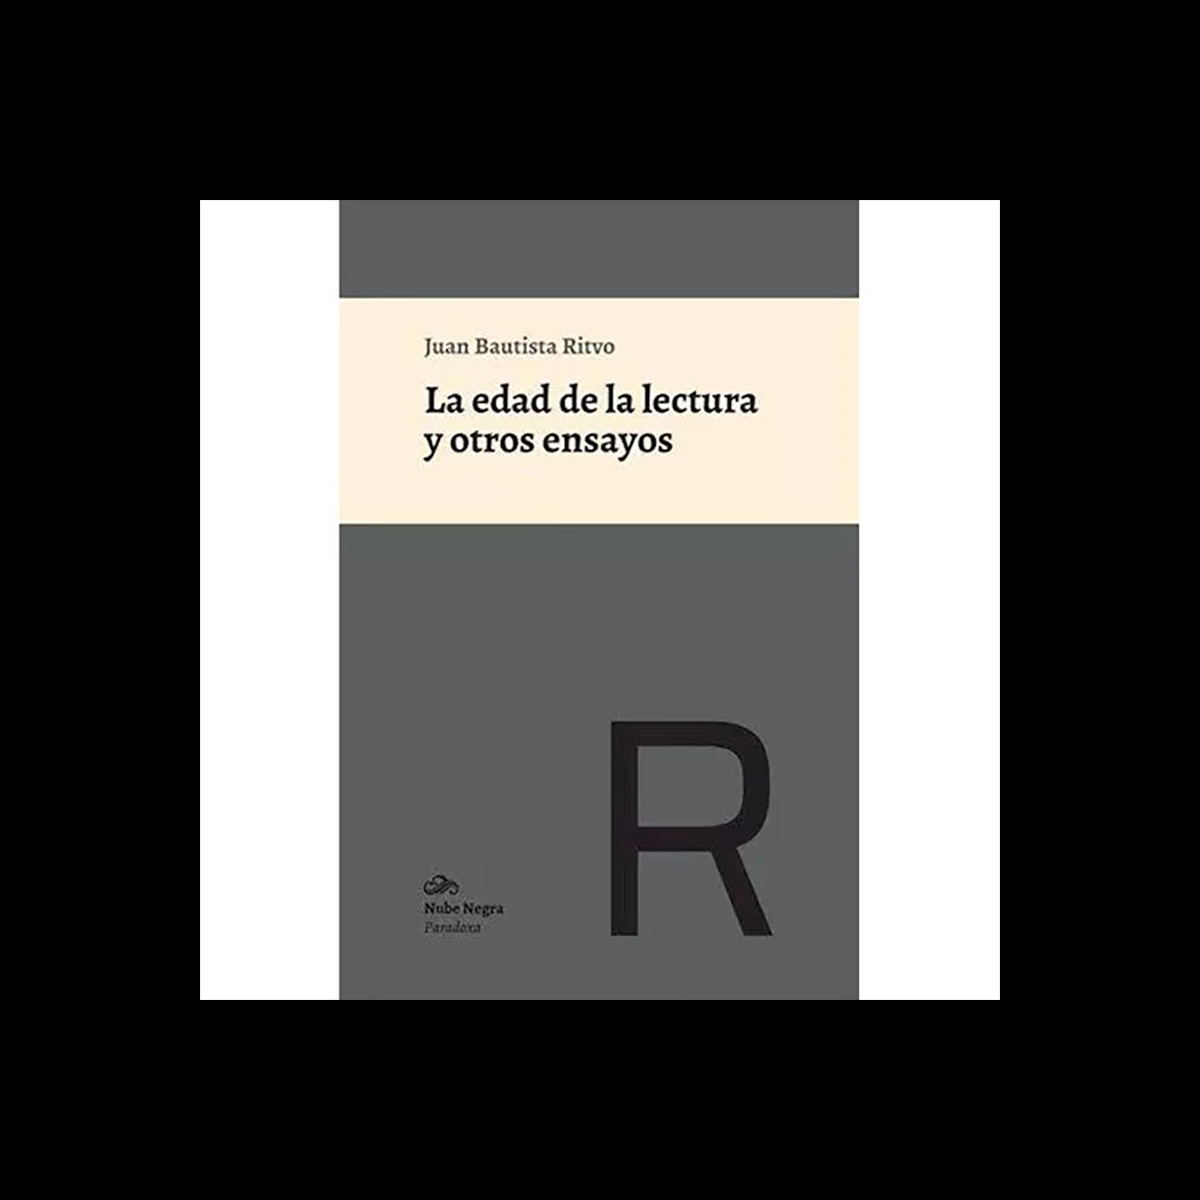 Juan Bautista Ritvo
La edad de la lectura
y otros ensayos
R
Nube Negra
Paradoxa